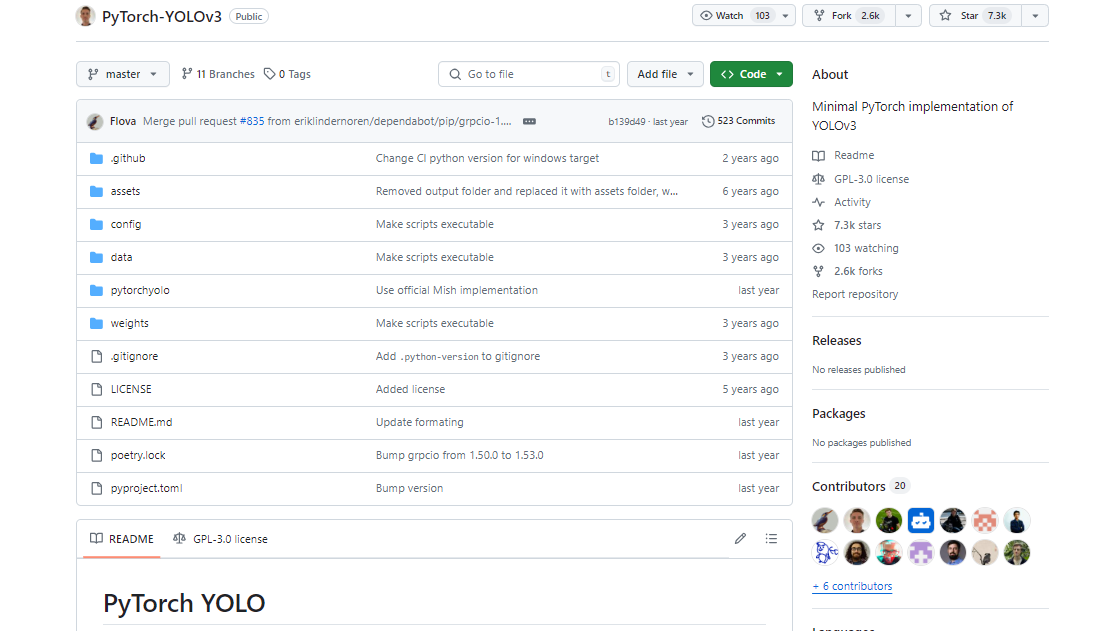 PyTorch-YOLOv3 Public Watch 103 Fork 2.6k Star 7.3k
master 11 Branches 0 Tags Go to file t Add file Code
Flova Merge pull request #835 from eriklindernoren/dependabot/pip/grpcio-1.... b139d49 · last year 523 Commits
.github Change CI python version for windows target 2 years ago
assets Removed output folder and replaced it with assets folder, w... 6 years ago
config Make scripts executable 3 years ago
data Make scripts executable 3 years ago
pytorchyolo Use official Mish implementation last year
weights Make scripts executable 3 years ago
.gitignore Add .python-version to gitignore 3 years ago
LICENSE Added license 5 years ago
README.md Update formating last year
poetry.lock Bump grpcio from 1.50.0 to 1.53.0 last year
pyproject.toml Bump version last year
README GPL-3.0 license
PyTorch YOLO
About
Minimal PyTorch implementation of
YOLOv3
Readme
GPL-3.0 license
Activity
7.3k stars
103 watching
2.6k forks
Report repository
Releases
No releases published
Packages
No packages published
Contributors 20
+ 6 contributors
Languages